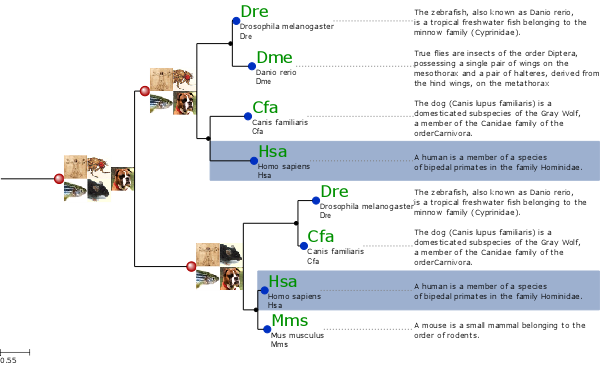 Dre
Drosophila melanogaster
Dre
The zebrafish, also known as Danio rerio,
is a tropical freshwater fish belonging to the
minnow family (Cyprinidae).
Dme
Danio rerio
Dme
True flies are insects of the order Diptera,
possessing a single pair of wings on the
mesothorax and a pair of halteres, derived from
the hind wings, on the metathorax
Cfa
Canis familiaris
Cfa
The dog (Canis lupus familiaris) is a
domesticated subspecies of the Gray Wolf,
a member of the Canidae family of the
orderCarnivora.
Hsa
Homo sapiens
Hsa
A human is a member of a species
of bipedal primates in the family Hominidae.
Dre
Drosophila melanogaster
Dre
The zebrafish, also known as Danio rerio,
is a tropical freshwater fish belonging to the
minnow family (Cyprinidae).
Cfa
Canis familiaris
Cfa
The dog (Canis lupus familiaris) is a
domesticated subspecies of the Gray Wolf,
a member of the Canidae family of the
orderCarnivora.
Hsa
Homo sapiens
Hsa
A human is a member of a species
of bipedal primates in the family Hominidae.
Mms
Mus musculus
Mms
A mouse is a small mammal belonging to the
order of rodents.
0.55